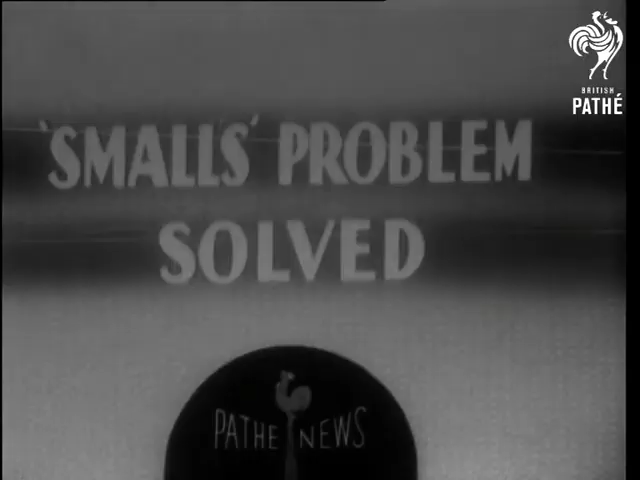 BRITISH
PATHÉ
'SMALLS' PROBLEM
SOLVED
PATHE NEWS